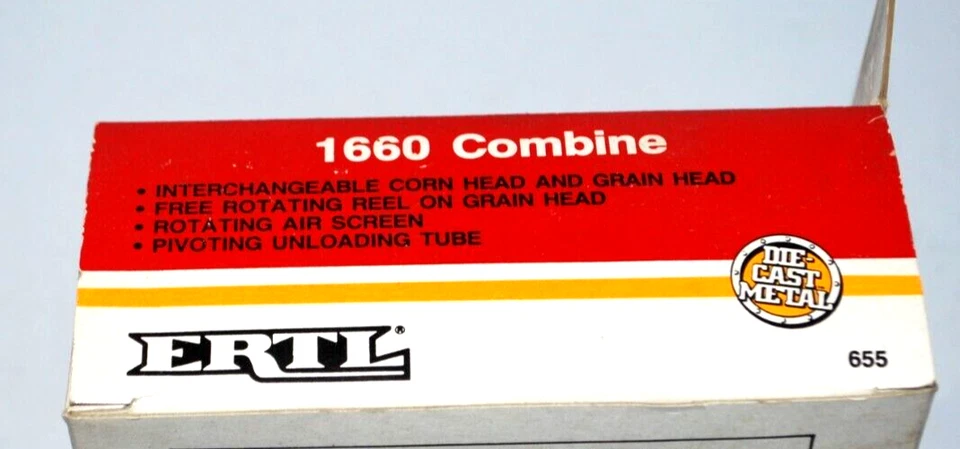 1660 Combine
• INTERCHANGEABLE CORN HEAD AND GRAIN HEAD
• FREE ROTATING REEL ON GRAIN HEAD
• ROTATING AIR SCREEN
• PIVOTING UNLOADING TUBE
DIE-
CAST
METAL
ERTL®
655